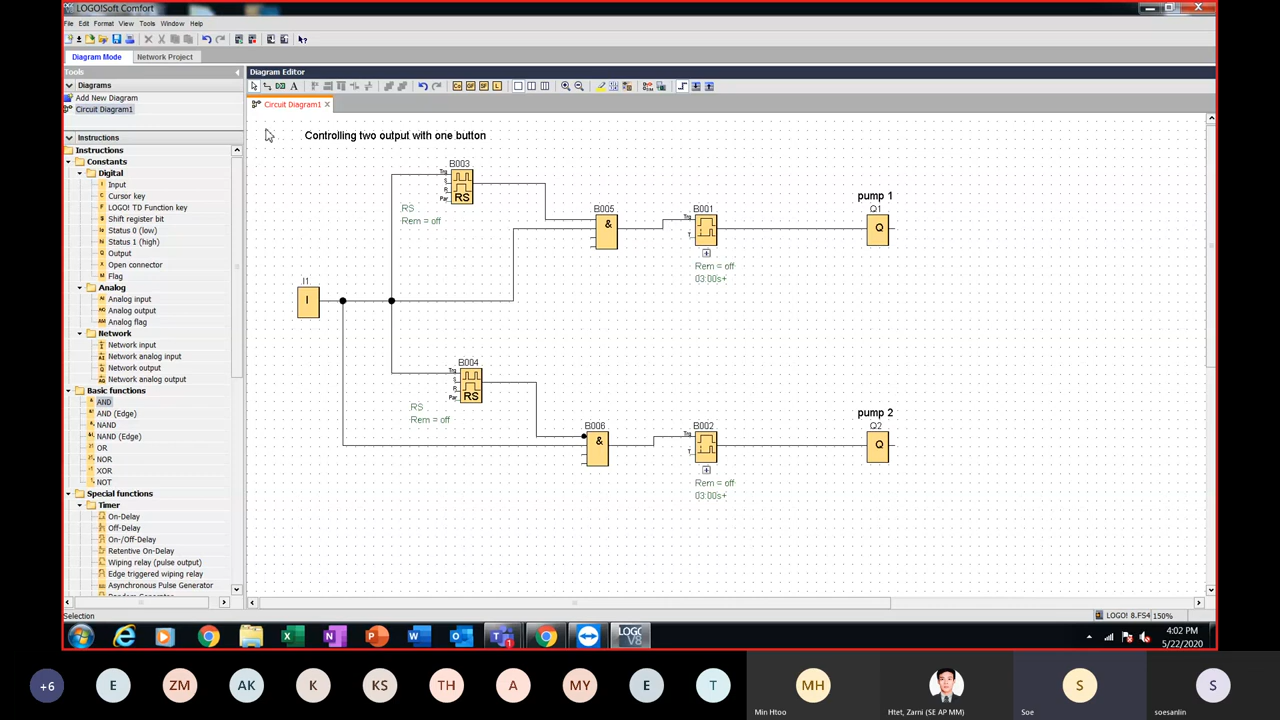 LOGO!Soft Comfort
File Edit Format View Tools Window Help
Diagram Mode Network Project
Tools
Diagram Editor
Diagrams
Add New Diagram
Circuit Diagram1
Circuit Diagram1
Instructions
Instructions
Constants
Digital
Input
Cursor key
LOGO! TD Function key
Shift register bit
Status 0 (low)
Status 1 (high)
Output
Open connector
Flag
Analog
Analog input
Analog output
Analog flag
Network
Network input
Network analog input
Network output
Network analog output
Basic functions
AND
AND (Edge)
NAND
NAND (Edge)
OR
NOR
XOR
NOT
Special functions
Timer
On-Delay
Off-Delay
On-/Off-Delay
Retentive On-Delay
Wiping relay (pulse output)
Edge triggered wiping relay
Asynchronous Pulse Generator
Controlling two output with one button
B003
Trg
S
R
Par
RS
RS
Rem = off
B005
&
B001
Trg
T
Rem = off
03:00s+
pump 1
Q1
Q
I1
I
B004
Trg
S
R
Par
RS
RS
Rem = off
B006
&
B002
Trg
T
Rem = off
03:00s+
pump 2
Q2
Q
Selection
LOGO! 8.FS4 150%
4:02 PM
5/22/2020
+6
E
ZM
AK
K
KS
TH
A
MY
E
T
MH
Min Htoo
Htet, Zarni (SE AP MM)
S
Soe
S
soesanlin